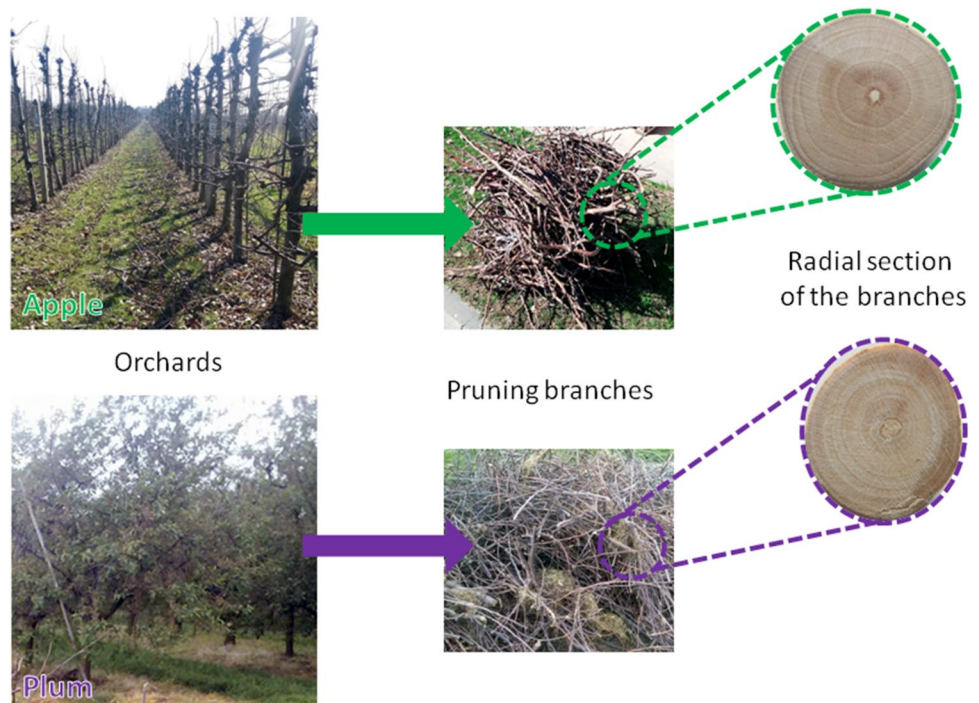 Apple
Orchards
Plum
Pruning branches
Radial section
of the branches